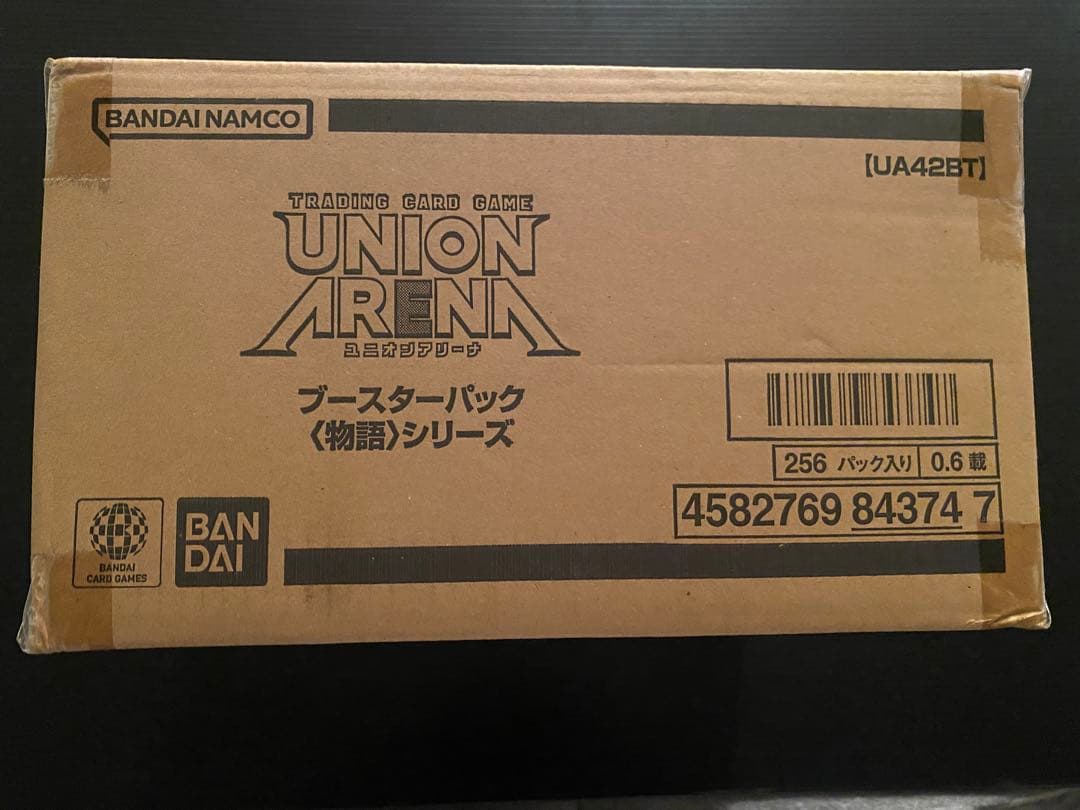 BANDAI NAMCO
【UA42BT】
TRADING CARD GAME
UNION
ARENA
ユニオンアリーナ
ブースターパック
〈物語〉シリーズ
256 パック入り 0.6 載
4582769 84374 7
BANDAI
CARD GAMES
BAN
DAI